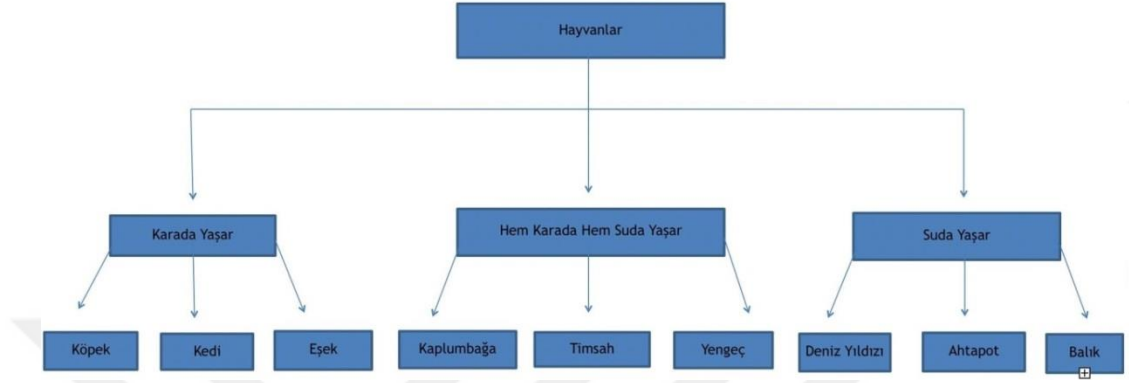 Hayvanlar
Karada Yaşar
Hem Karada Hem Suda Yaşar
Suda Yaşar
Köpek
Kedi
Eşek
Kaplumbağa
Timsah
Yengeç
Deniz Yıldızı
Ahtapot
Balık